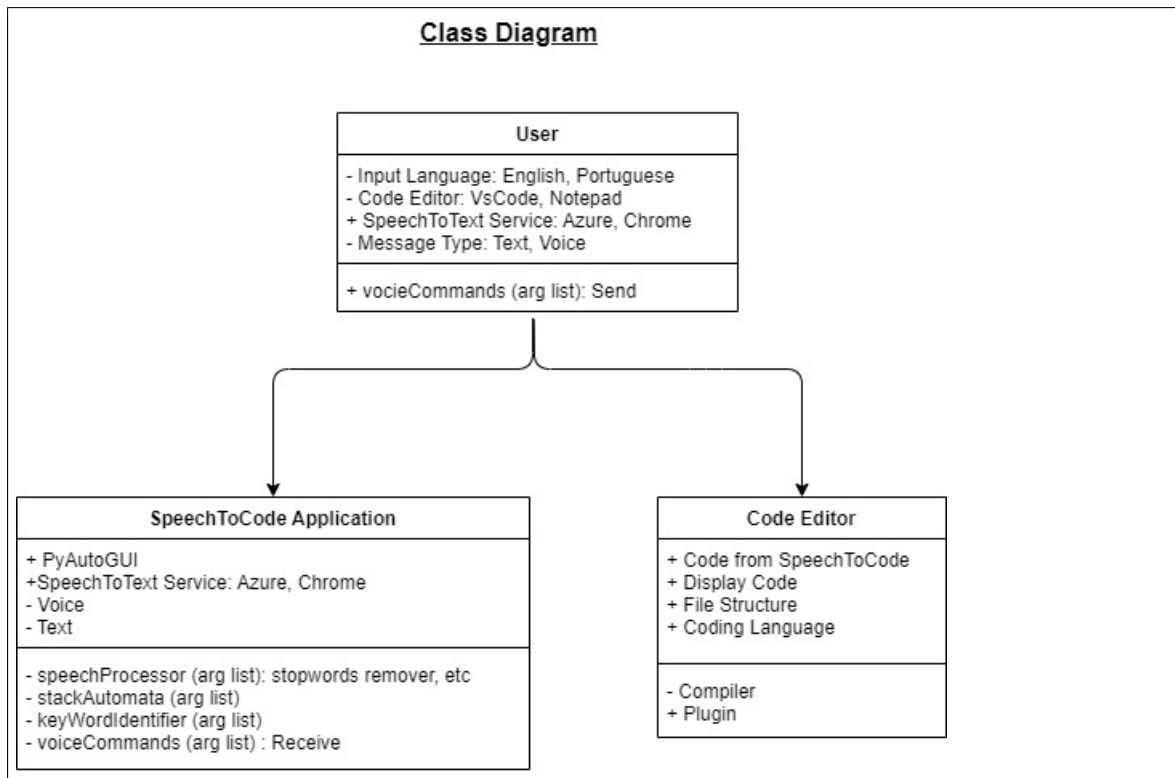 Class Diagram
User
- Input Language: English, Portuguese
- Code Editor: VsCode, Notepad
+ SpeechToText Service: Azure, Chrome
- Message Type: Text, Voice
+ vocieCommands (arg list): Send
SpeechToCode Application
+ PyAutoGUI
+SpeechToText Service: Azure, Chrome
- Voice
- Text
- speechProcessor (arg list): stopwords remover, etc
- stackAutomata (arg list)
- keyWordIdentifier (arg list)
- voiceCommands (arg list) : Receive
Code Editor
+ Code from SpeechToCode
+ Display Code
+ File Structure
+ Coding Language
- Compiler
+ Plugin